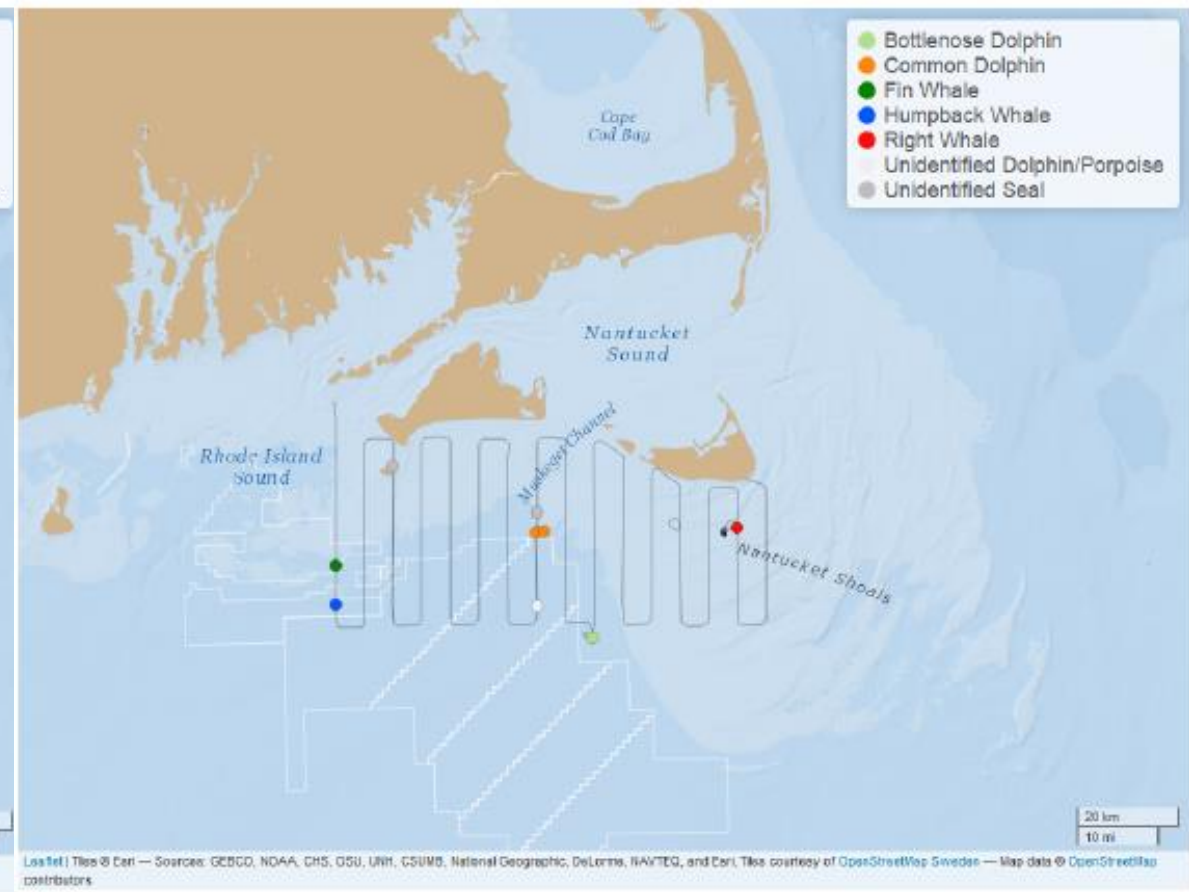 Bottlenose Dolphin
Common Dolphin
Fin Whale
Humpback Whale
Right Whale
Unidentified Dolphin/Porpoise
Unidentified Seal
Cape
Cod Bay
Nantucket
Sound
Muskeget Channel
Rhode Island
Sound
Nantucket Shoals
20 km
10 mi
Leaflet | Tiles © Esri — Sources: GEBCO, NOAA, CHS, OSU, UNH, CSUMB, National Geographic, DeLorme, NAVTEQ, and Esri, Tiles courtesy of OpenStreetMap Sweden — Map data © OpenStreetMap
contributors